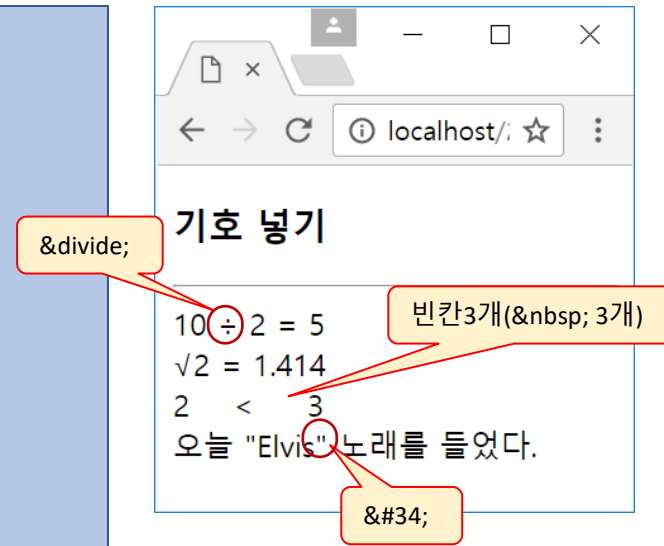 localhost/
기호 넣기
&divide;
10 ÷ 2 = 5
빈칸3개(&nbsp; 3개)
√2 = 1.414
2 < 3
오늘 "Elvis" 노래를 들었다.
&#34;